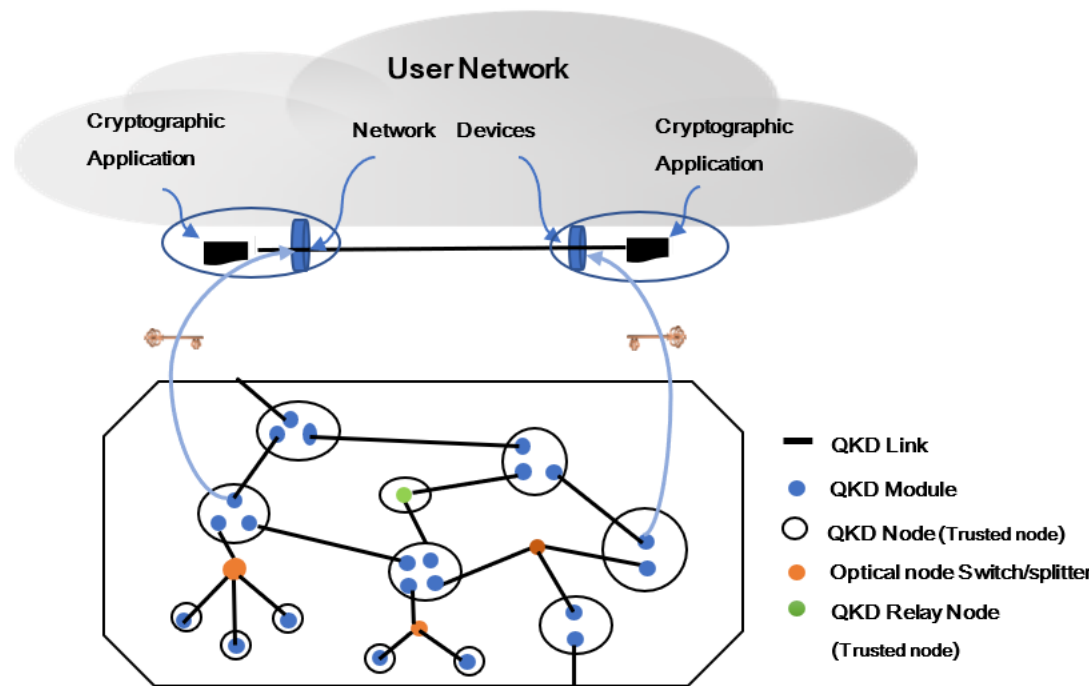 User Network
Cryptographic
Application
Network Devices
Cryptographic
Application
QKD Link
QKD Module
QKD Node (Trusted node)
Optical node Switch/splitter
QKD Relay Node
(Trusted node)